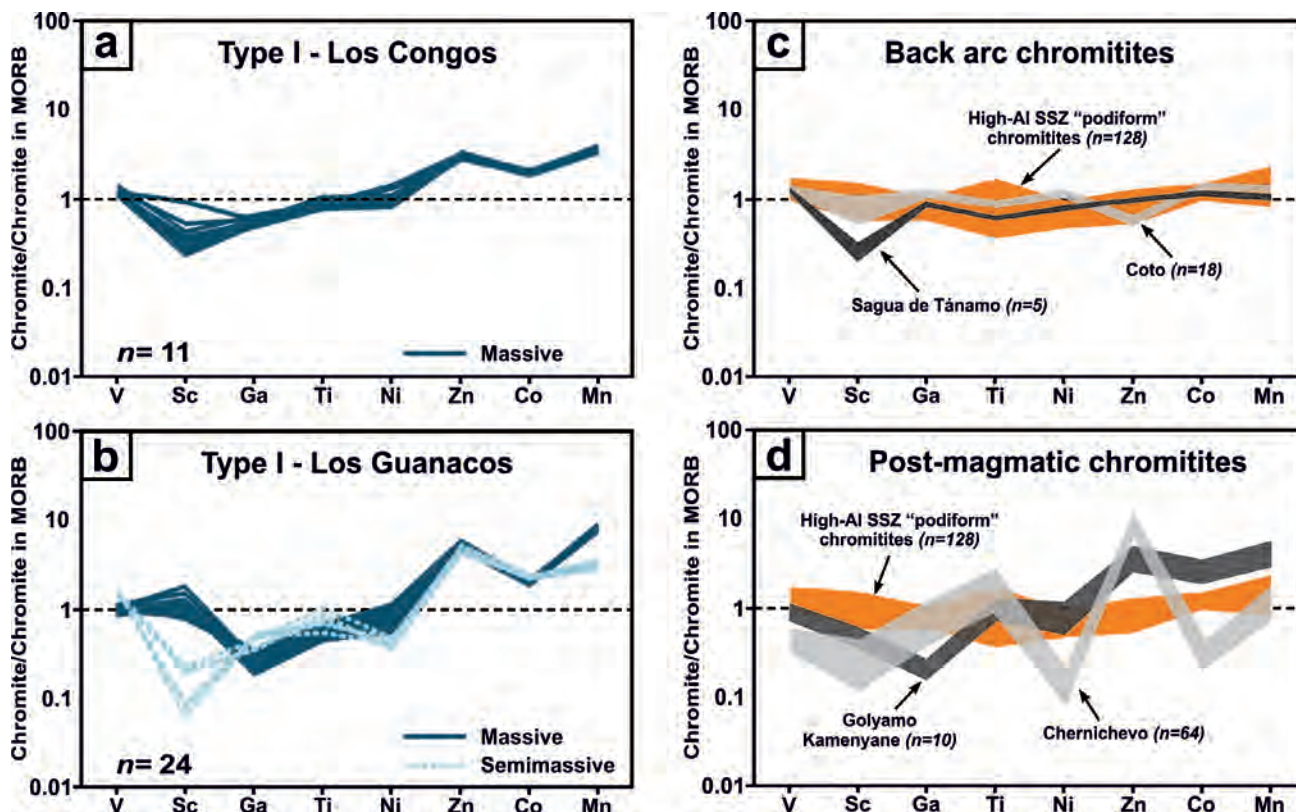 a
Type I - Los Congos
Chromite/Chromite in MORB
100
10
1
0.1
0.01
n= 11
Massive
V Sc Ga Ti Ni Zn Co Mn
b
Type I - Los Guanacos
Chromite/Chromite in MORB
100
10
1
0.1
0.01
n= 24
Massive
Semimassive
V Sc Ga Ti Ni Zn Co Mn
c
Back arc chromitites
Chromite/Chromite in MORB
100
10
1
0.1
0.01
High-Al SSZ "podiform"
chromitites (n=128)
Coto (n=18)
Sagua de Tánamo (n=5)
V Sc Ga Ti Ni Zn Co Mn
d
Post-magmatic chromitites
Chromite/Chromite in MORB
100
10
1
0.1
0.01
High-Al SSZ "podiform"
chromitites (n=128)
Golyamo
Kamenyane (n=10)
Chernichevo (n=64)
V Sc Ga Ti Ni Zn Co Mn